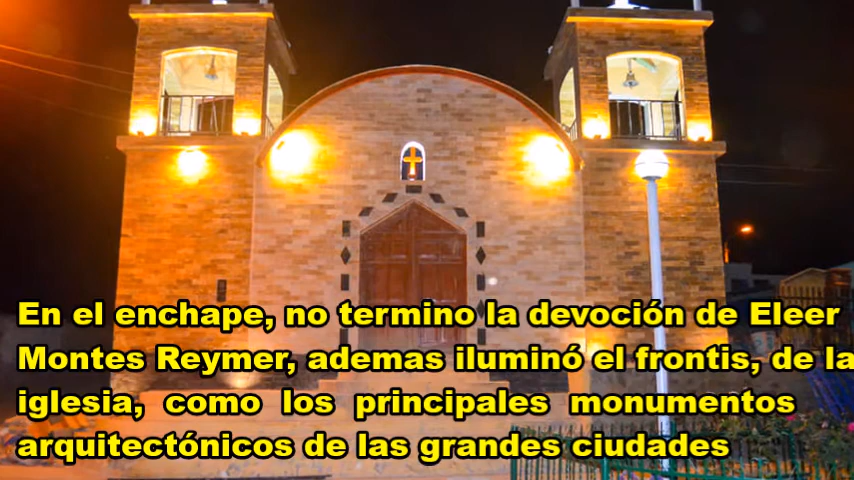 En el enchape, no termino la devoción de Eleer
Montes Reymer, ademas iluminó el frontis, de la
iglesia, como los principales monumentos
arquitectónicos de las grandes ciudades